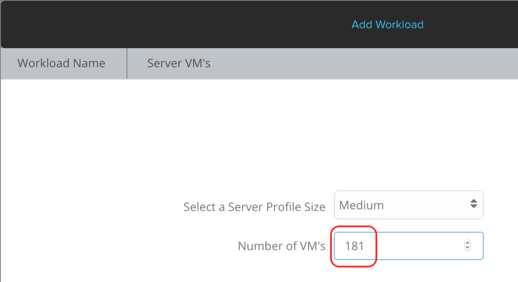 Add Workload
Workload Name Server VM's
Select a Server Profile Size Medium
Number of VM's 181